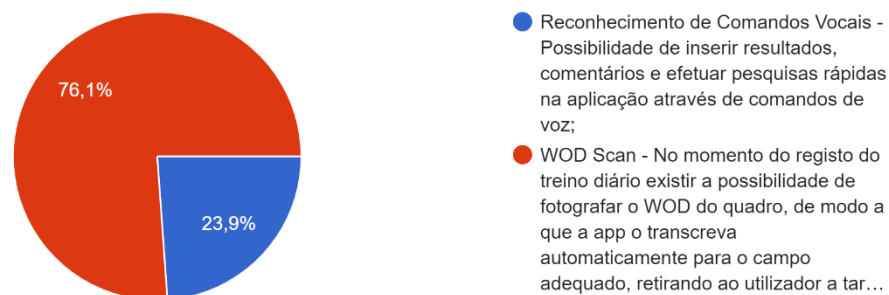 76,1%
23,9%
Reconhecimento de Comandos Vocais -
Possibilidade de inserir resultados,
comentários e efetuar pesquisas rápidas
na aplicação através de comandos de
voz;
WOD Scan - No momento do registo do
treino diário existir a possibilidade de
fotografar o WOD do quadro, de modo a
que a app o transcreva
automaticamente para o campo
adequado, retirando ao utilizador a tar…